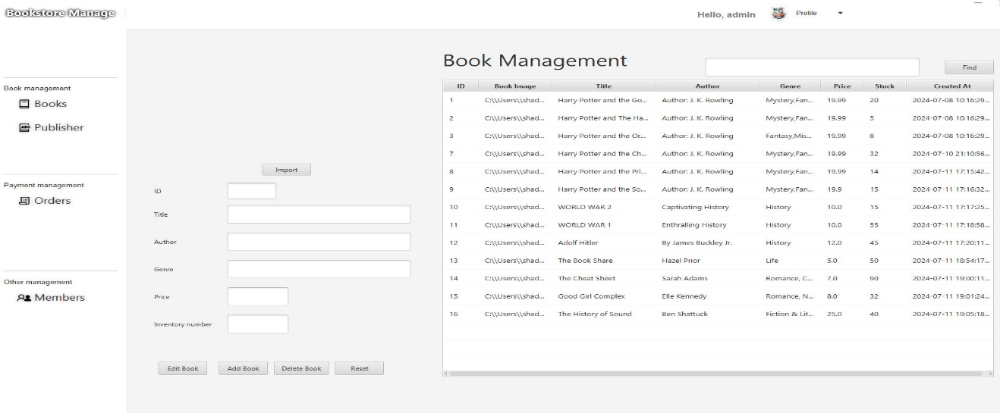 Bookstore Manage
Hello, admin Profile
Book management
Books
Publisher
Payment management
Orders
Other management
Members
Import
ID
Title
Author
Genre
Price
Inventory number
Edit Book Add Book Delete Book Reset
Book Management Find
ID Book Image Title Author Genre Price Stock Created At
1 C:\\Users\\shad... Harry Potter and the Go... Author: J. K. Rowling Mystery,Fan... 19.99 20 2024-07-08 10:16:29...
2 C:\\Users\\shad... Harry Potter and The Ha... Author: J. K. Rowling Mystery,Fan... 19.99 5 2024-07-08 10:16:29...
3 C:\\Users\\shad... Harry Potter and the Or... Author: J. K. Rowling Fantasy,Mis... 19.99 8 2024-07-08 10:16:29...
7 C:\\Users\\shad... Harry Potter and the Ch... Author: J. K. Rowling Mystery,Fan... 19.99 32 2024-07-10 21:10:56...
8 C:\\Users\\shad... Harry Potter and the Pri... Author: J. K. Rowling Mystery,Fan... 19.99 14 2024-07-11 17:15:42...
9 C:\\Users\\shad... Harry Potter and the So... Author: J. K. Rowling Mystery,Fan... 19.9 15 2024-07-11 17:16:32...
10 C:\\Users\\shad... WORLD WAR 2 Captivating History History 10.0 15 2024-07-11 17:17:25...
11 C:\\Users\\shad... WORLD WAR 1 Enthralling History History 10.0 55 2024-07-11 17:18:58...
12 C:\\Users\\shad... Adolf Hitler By James Buckley Jr. History 12.0 45 2024-07-11 17:20:11...
13 C:\\Users\\shad... The Book Share Hazel Prior Life 5.0 50 2024-07-11 18:54:17...
14 C:\\Users\\shad... The Cheat Sheet Sarah Adams Romance, C... 7.0 90 2024-07-11 19:00:11...
15 C:\\Users\\shad... Good Girl Complex Elle Kennedy Romance, N... 8.0 32 2024-07-11 19:01:24...
16 C:\\Users\\shad... The History of Sound Ben Shattuck Fiction & Lit... 25.0 40 2024-07-11 19:05:18...